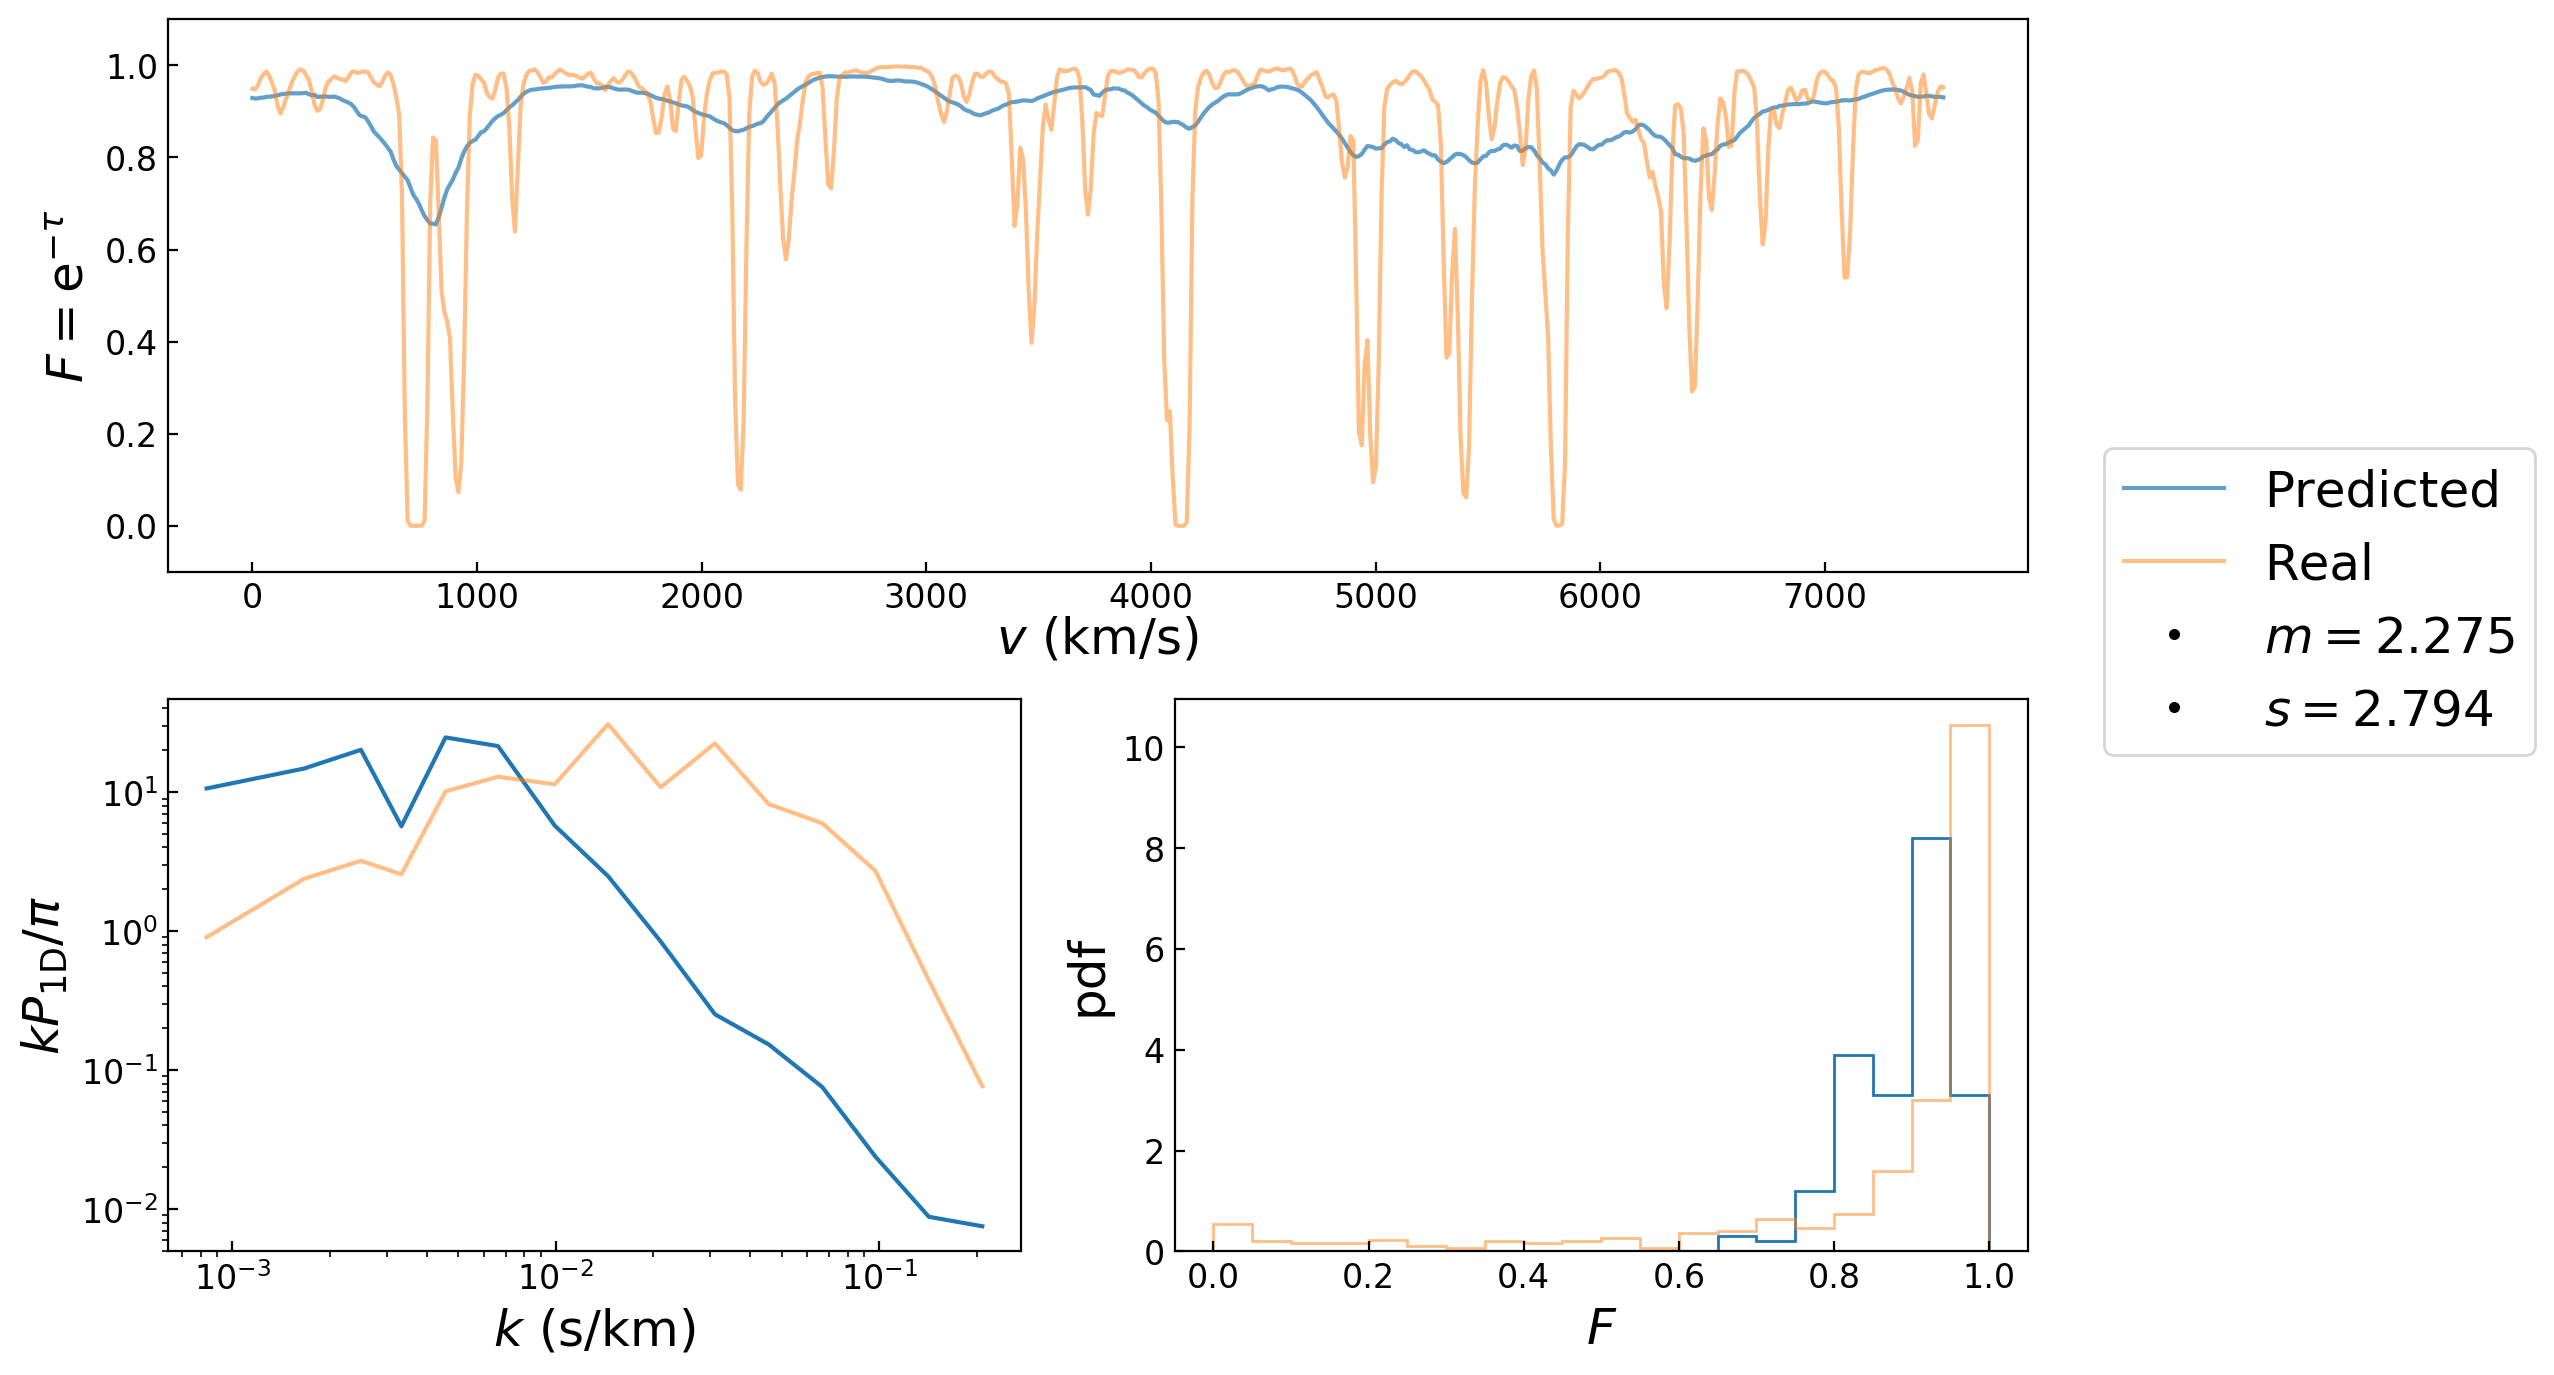 F = e^{-τ}
1.0
0.8
0.6
0.4
0.2
0.0
0 1000 2000 3000 4000 5000 6000 7000
v (km/s)
Predicted
Real
m = 2.275
s = 2.794
kP_{1D}/π
10^1
10^0
10^{-1}
10^{-2}
10^{-3} 10^{-2} 10^{-1}
k (s/km)
pdf
10
8
6
4
2
0
0.0 0.2 0.4 0.6 0.8 1.0
F